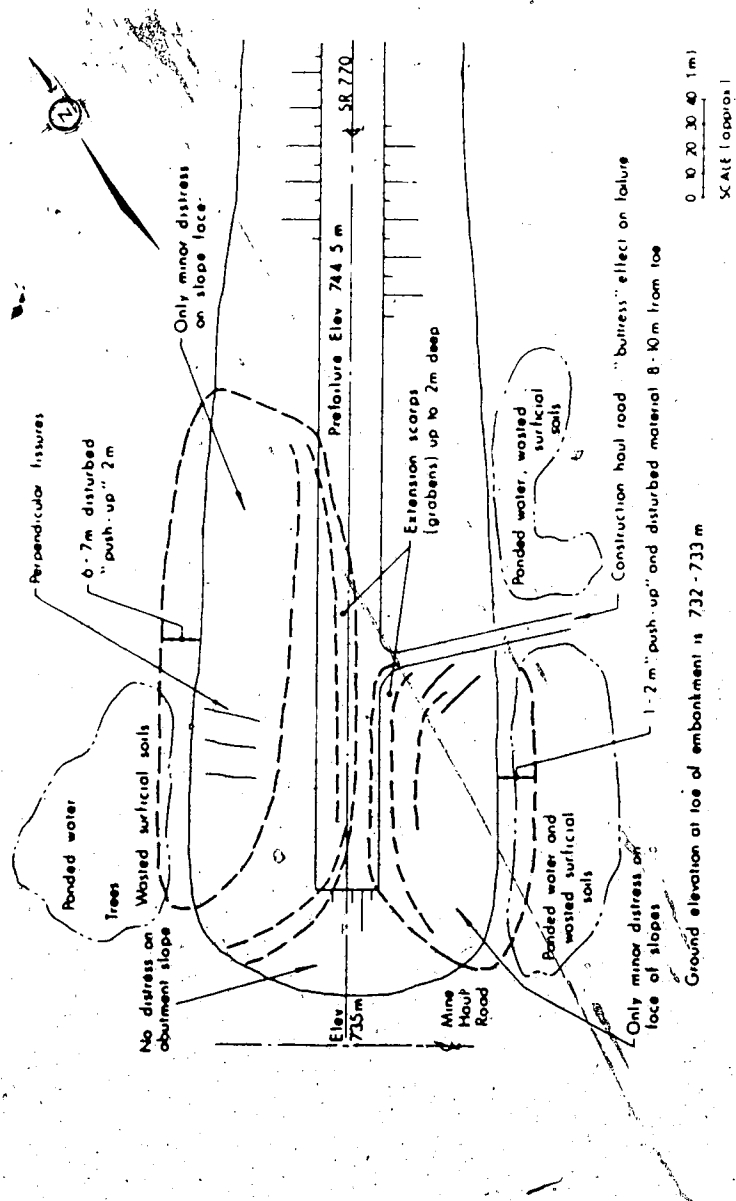 N
Perpendicular fissures
6-7m disturbed
"push-up" 2m
Only minor distress
on slope face
Ponded water
Trees
Wasted surficial soils
No distress on
abutment slope
Prefailure Elev 744 5 m
SR 770
Elev
735m
Extension scarps
(grabens) up to 2m deep
Mine
Haul
Road
Ponded water and
wasted surficial
soils
Ponded water, wasted
surficial
soils
Only minor distress on
face of slopes
Construction haul road "buttress" effect on failure
1-2 m "push-up" and disturbed material 8-10m from toe
Ground elevation at toe of embankment is 732-733 m
0 10 20 30 40 (m)
SCALE (approx)